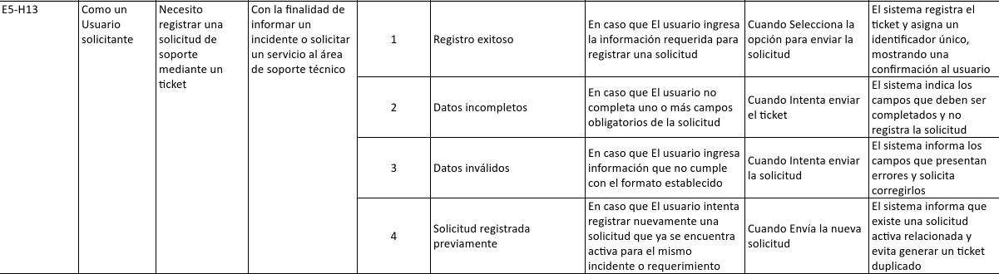 E5-H13
Como un
Usuario
solicitante
Necesito
registrar una
solicitud de
soporte
mediante un
ticket
Con la finalidad de
informar un
incidente o solicitar
un servicio al área
de soporte técnico
1
Registro exitoso
En caso que El usuario ingresa
la información requerida para
registrar una solicitud
Cuando Selecciona la
opción para enviar la
solicitud
El sistema registra el
ticket y asigna un
identificador único,
mostrando una
confirmación al usuario
2
Datos incompletos
En caso que El usuario no
completa uno o más campos
obligatorios de la solicitud
Cuando Intenta enviar
el ticket
El sistema indica los
campos que deben ser
completados y no
registra la solicitud
3
Datos inválidos
En caso que El usuario ingresa
información que no cumple
con el formato establecido
Cuando Intenta enviar
la solicitud
El sistema informa los
campos que presentan
errores y solicita
corregirlos
4
Solicitud registrada
previamente
En caso que El usuario intenta
registrar nuevamente una
solicitud que ya se encuentra
activa para el mismo
incidente o requerimiento
Cuando Envía la nueva
solicitud
El sistema informa que
existe una solicitud
activa relacionada y
evita generar un ticket
duplicado